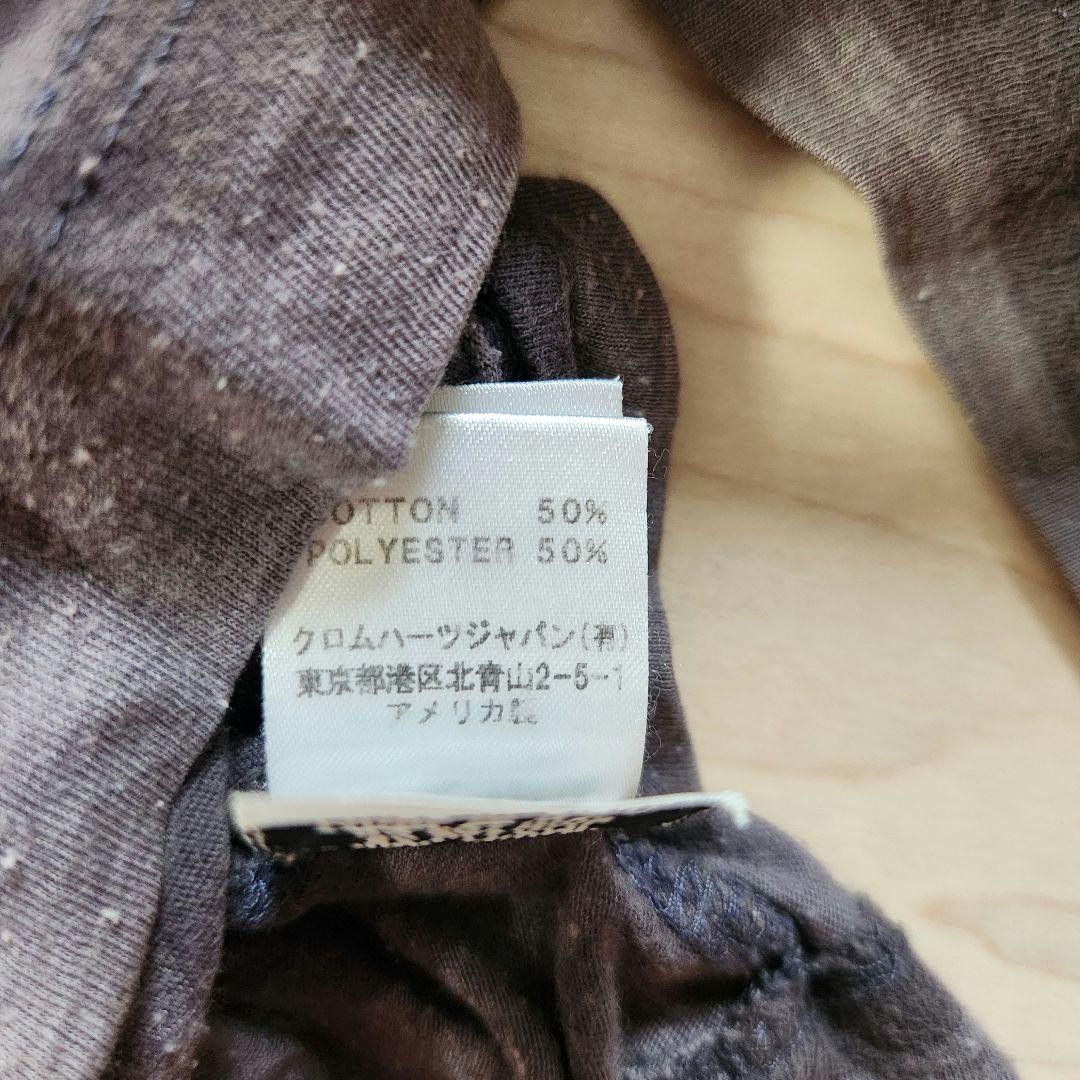 OTTON 50%
POLYESTER 50%
クロムハーツジャパン(有)
東京都港区北青山2-5-1
アメリカ製